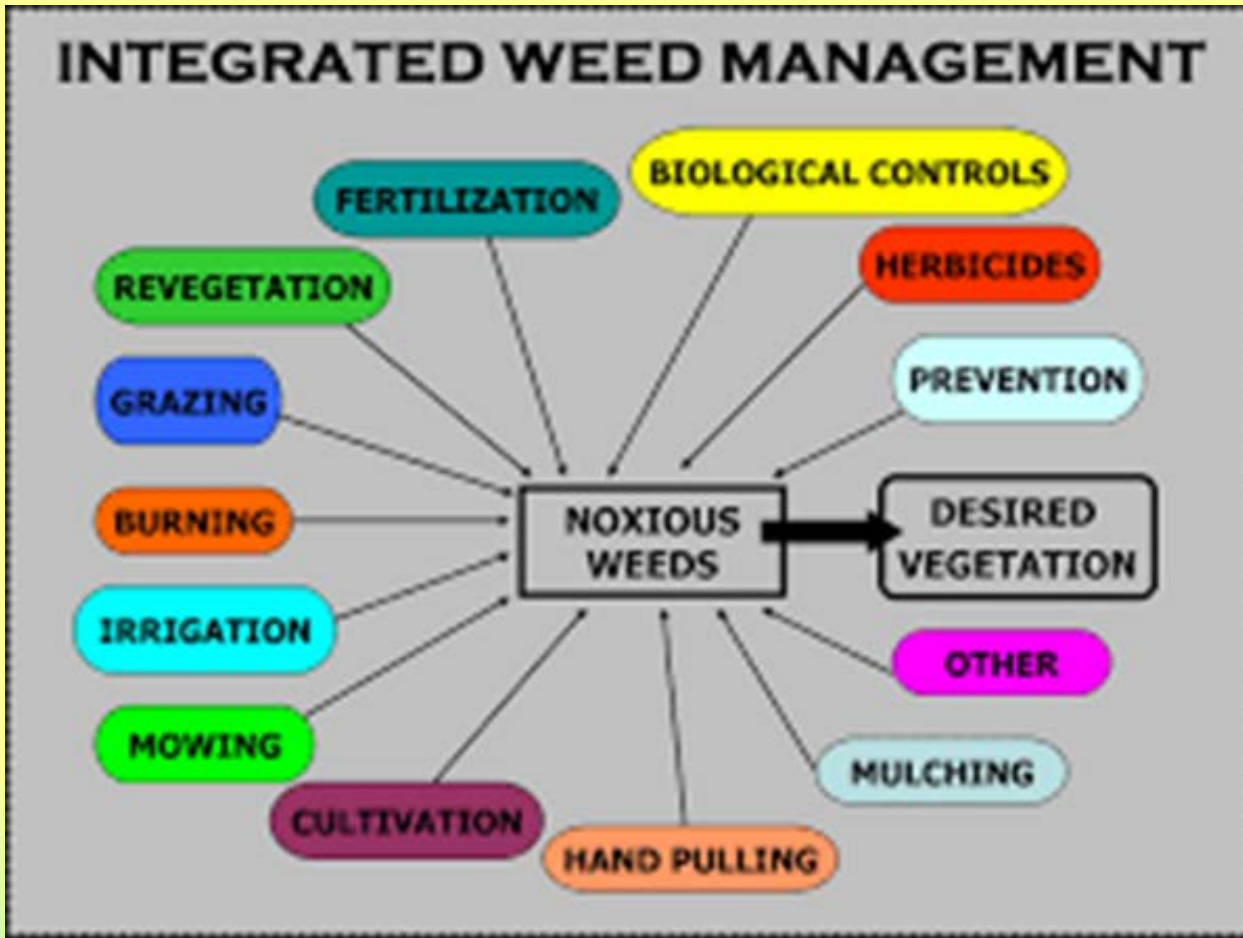 INTEGRATED WEED MANAGEMENT
BIOLOGICAL CONTROLS
FERTILIZATION
HERBICIDES
REVEGETATION
PREVENTION
GRAZING
NOXIOUS
WEEDS
DESIRED
VEGETATION
BURNING
IRRIGATION
OTHER
MOWING
MULCHING
CULTIVATION
HAND PULLING